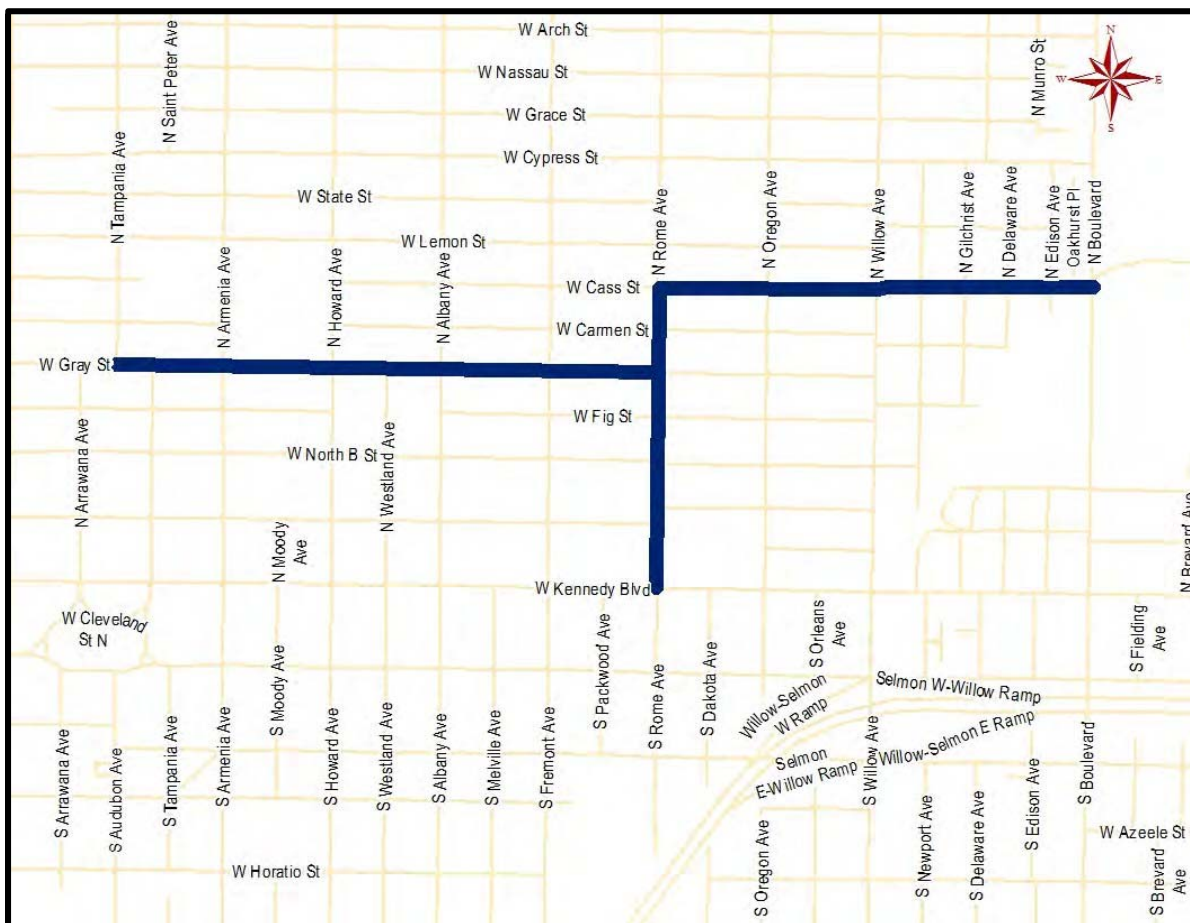 W Arch St
W Nassau St
W Grace St
W Cypress St
W State St
W Lemon St
W Cass St
W Carmen St
W Gray St
W Fig St
W North B St
W Kennedy Blvd
W Cleveland
St N
W Horatio St
W Azeele St
N Tampania Ave
N Saint Peter Ave
N Armenia Ave
N Howard Ave
N Albany Ave
N Rome Ave
N Oregon Ave
N Willow Ave
N Gilchrist Ave
N Delaware Ave
N Edison Ave
Oakhurst Pl
N Boulevard
N Munro St
N
W
E
S
N Arrawana Ave
N Moody
Ave
N Westland Ave
N Brevard Ave
S Arrawana Ave
S Audubon Ave
S Tampania Ave
S Armenia Ave
S Moody Ave
S Howard Ave
S Westland Ave
S Albany Ave
S Melville Ave
S Fremont Ave
S Packwood Ave
S Rome Ave
S Dakota Ave
S Orleans
Ave
Willow-Selmon
W Ramp
Selmon W-Willow Ramp
Selmon
E-Willow Ramp
Willow-Selmon E Ramp
S Oregon Ave
S Willow Ave
S Newport Ave
S Delaware Ave
S Edison Ave
S Boulevard
S Fielding
Ave
S Brevard
Ave